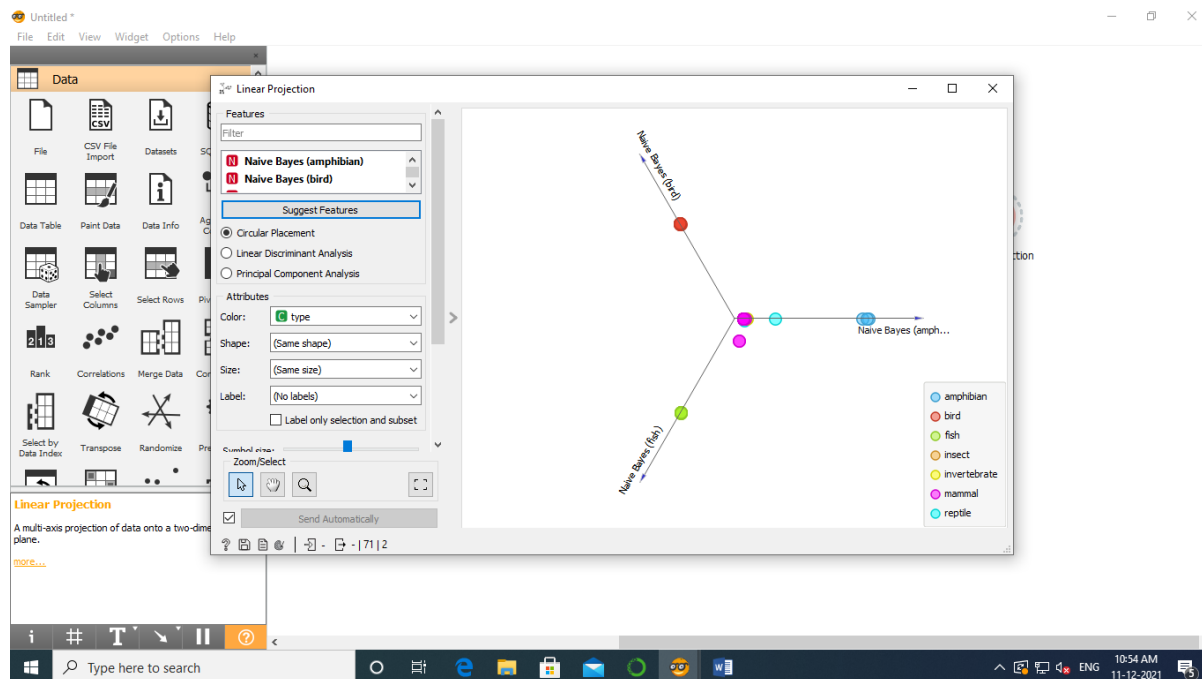 Untitled *
File Edit View Widget Options Help
Data
File
CSV File
Import
Datasets
Data Table
Paint Data
Data Info
Data
Sampler
Select
Columns
Select Rows
Rank
Correlations
Merge Data
Select by
Data Index
Transpose
Randomize
Linear Projection
A multi-axis projection of data onto a two-dime
plane.
more...
Linear Projection
Features
Filter
Naive Bayes (amphibian)
Naive Bayes (bird)
Suggest Features
Circular Placement
Linear Discriminant Analysis
Principal Component Analysis
Attributes
Color: type
Shape: (Same shape)
Size: (Same size)
Label: (No labels)
Label only selection and subset
Symbol size:
Zoom/Select
Send Automatically
- | 71 | 2
Naive Bayes (bird)
Naive Bayes (amph...
Naive Bayes (fish)
amphibian
bird
fish
insect
invertebrate
mammal
reptile
ction
Type here to search
ENG
10:54 AM
11-12-2021
5